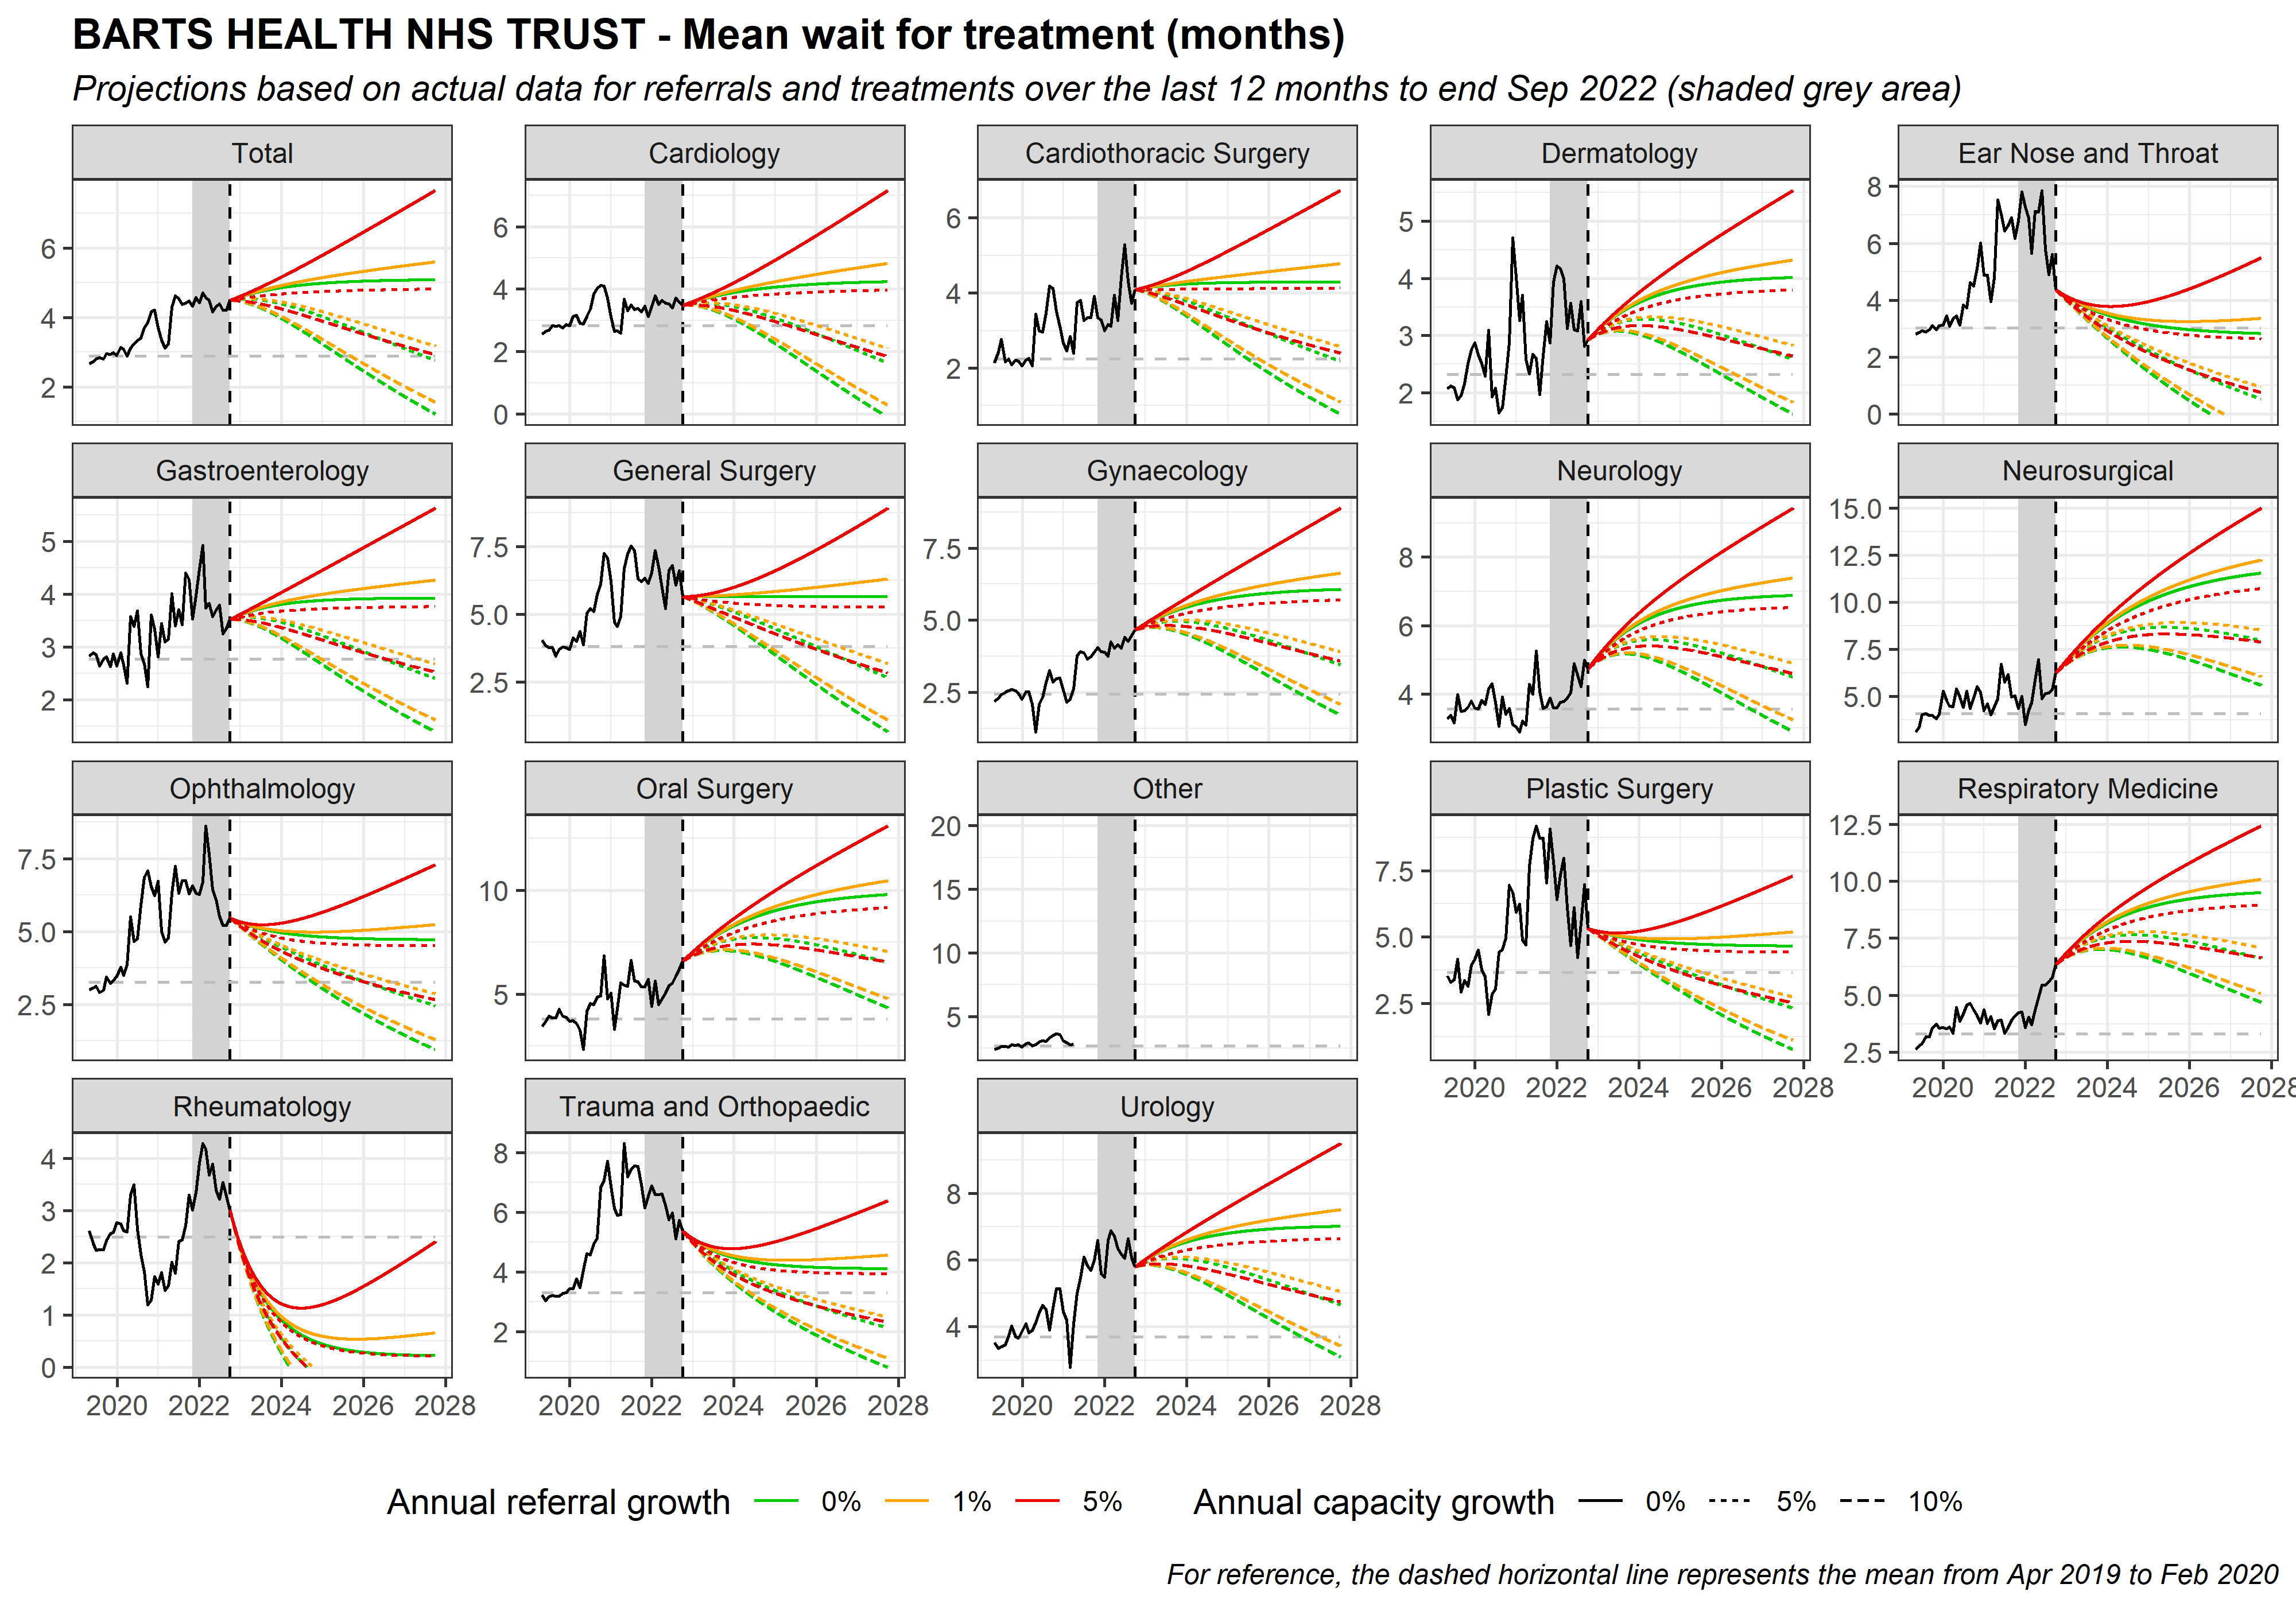 BARTS HEALTH NHS TRUST - Mean wait for treatment (months)
Projections based on actual data for referrals and treatments over the last 12 months to end Sep 2022 (shaded grey area)
Total
Cardiology
Cardiothoracic Surgery
Dermatology
Ear Nose and Throat
6
4
2
6
4
2
0
6
4
2
5
4
3
2
8
6
4
2
0
Gastroenterology
General Surgery
Gynaecology
Neurology
Neurosurgical
5
4
3
2
7.5
5.0
2.5
7.5
5.0
2.5
8
6
4
15.0
12.5
10.0
7.5
5.0
Ophthalmology
Oral Surgery
Other
Plastic Surgery
Respiratory Medicine
7.5
5.0
2.5
10
5
20
15
10
5
7.5
5.0
2.5
12.5
10.0
7.5
5.0
2.5
2020 2022 2024 2026 2028
2020 2022 2024 2026 2028
Rheumatology
Trauma and Orthopaedic
Urology
4
3
2
1
0
8
6
4
2
8
6
4
2020 2022 2024 2026 2028
2020 2022 2024 2026 2028
2020 2022 2024 2026 2028
Annual referral growth 0% 1% 5% Annual capacity growth 0% 5% 10%
For reference, the dashed horizontal line represents the mean from Apr 2019 to Feb 2020